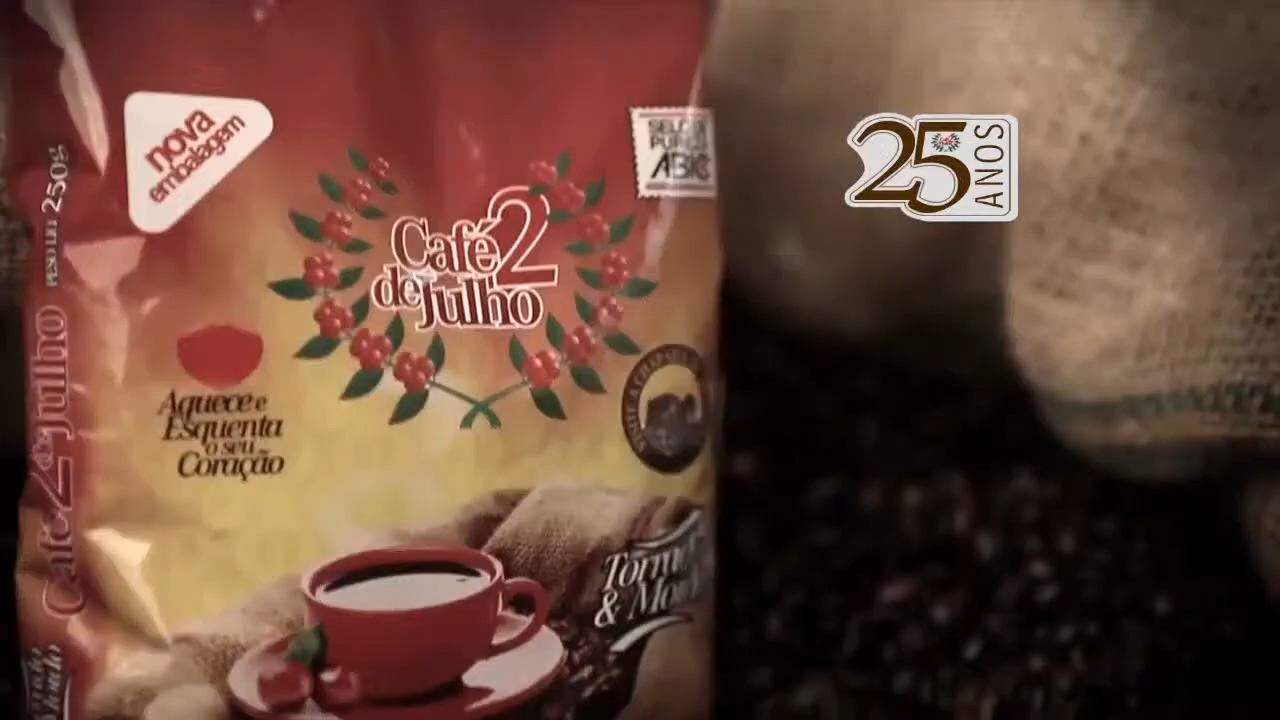 nova
embalagem
ABIC
25
ANOS
Café 2
de Julho
Aquece e
Esquenta
o seu
Coração
&
250g
Café 2 de Julho